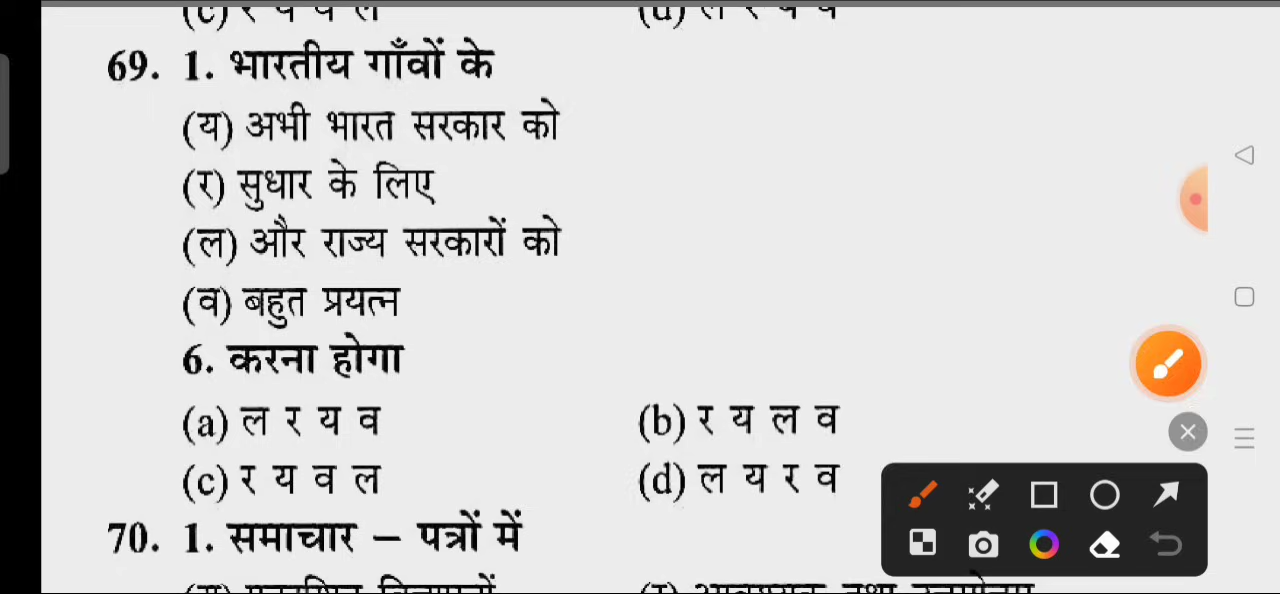 69. 1. भारतीय गाँवों के
(य) अभी भारत सरकार को
(र) सुधार के लिए
(ल) और राज्य सरकारों को
(व) बहुत प्रयत्न
6. करना होगा
(a) ल र य व (b) र य ल व
(c) र य व ल (d) ल य र व
70. 1. समाचार – पत्रों में